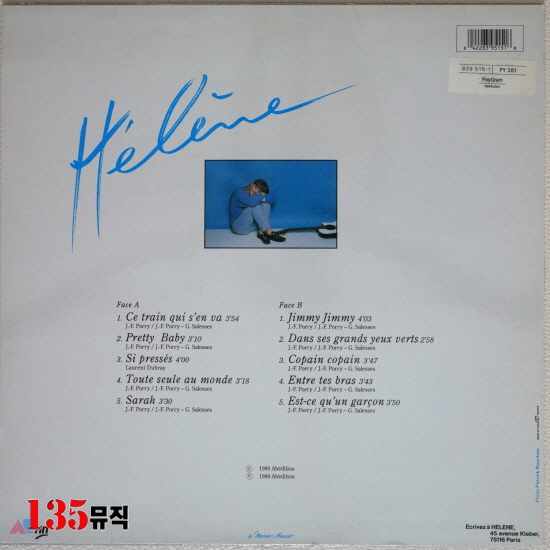 839 515-1 PY 281
PolyGram
Hélène
Face A
1. Ce train qui s'en va 3'54
J.-F. Porry / J.-F. Porry – G. Salesses
2. Pretty Baby 3'10
J.-F. Porry / J.-F. Porry – G. Salesses
3. Si pressés 4'00
Laurent Dubray
4. Toute seule au monde 3'18
J.-F. Porry / J.-F. Porry – G. Salesses
5. Sarah 3'30
J.-F. Porry / J.-F. Porry – G. Salesses
Face B
1. Jimmy Jimmy 4'03
J.-F. Porry / J.-F. Porry – G. Salesses
2. Dans ses grands yeux verts 2'58
J.-F. Porry / J.-F. Porry – G. Salesses
3. Copain copain 3'47
J.-F. Porry / J.-F. Porry – G. Salesses
4. Entre tes bras 3'43
J.-F. Porry / J.-F. Porry – G. Salesses
5. Est-ce qu'un garçon 3'50
J.-F. Porry / J.-F. Porry – G. Salesses
Ⓒ 1989 Abédition
Ⓟ 1989 Abédition
135뮤직
Ecrivez à HELENE,
45 avenue Kleber,
75116 Paris